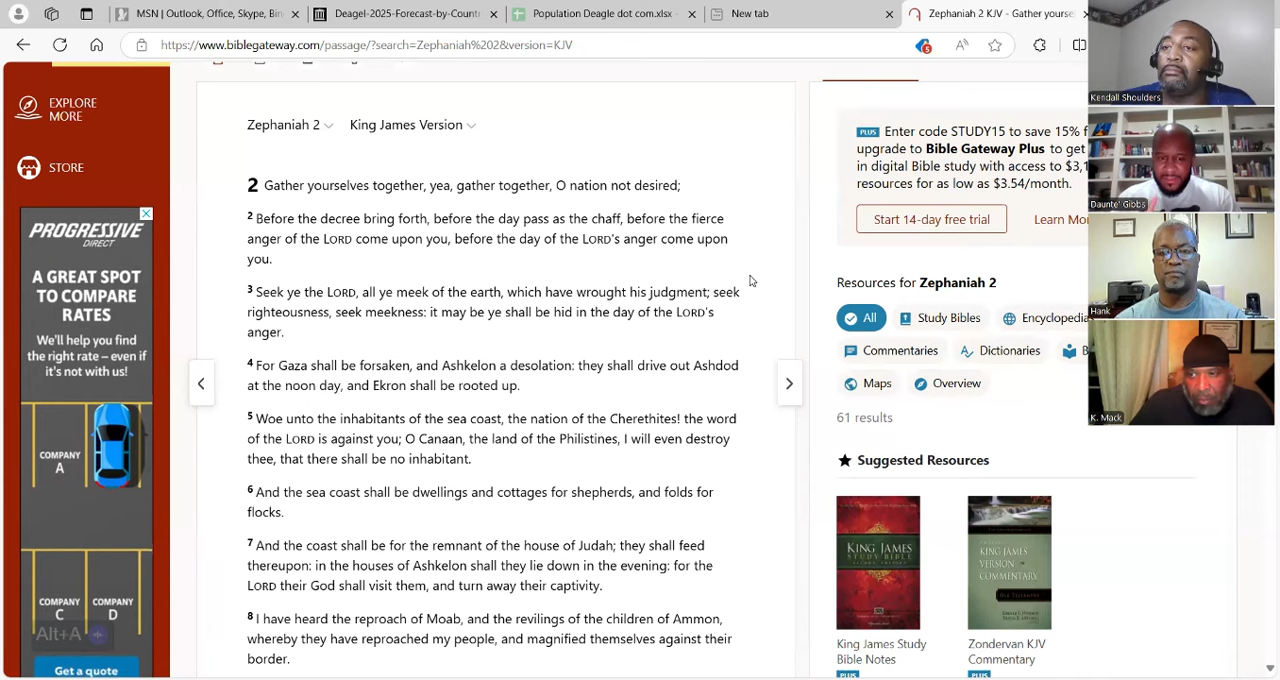 MSN | Outlook, Office, Skype, Bin
Deagel-2025-Forecast-by-Countr
Population Deagle dot com.xlsx -
New tab
Zephaniah 2 KJV - Gather yourse
https://www.biblegateway.com/passage/?search=Zephaniah%202&version=KJV
5
EXPLORE
MORE
STORE
PROGRESSIVE
DIRECT
A GREAT SPOT
TO COMPARE
RATES
We'll help you find
the right rate – even if
it's not with us!
COMPANY
A
COMPANY
C
COMPANY
D
Alt+A
Get a quote
Zephaniah 2
King James Version
2 Gather yourselves together, yea, gather together, O nation not desired;
2 Before the decree bring forth, before the day pass as the chaff, before the fierce
anger of the LORD come upon you, before the day of the LORD's anger come upon
you.
3 Seek ye the LORD, all ye meek of the earth, which have wrought his judgment; seek
righteousness, seek meekness: it may be ye shall be hid in the day of the LORD's
anger.
4 For Gaza shall be forsaken, and Ashkelon a desolation: they shall drive out Ashdod
at the noon day, and Ekron shall be rooted up.
5 Woe unto the inhabitants of the sea coast, the nation of the Cherethites! the word
of the LORD is against you; O Canaan, the land of the Philistines, I will even destroy
thee, that there shall be no inhabitant.
6 And the sea coast shall be dwellings and cottages for shepherds, and folds for
flocks.
7 And the coast shall be for the remnant of the house of Judah; they shall feed
thereupon: in the houses of Ashkelon shall they lie down in the evening: for the
LORD their God shall visit them, and turn away their captivity.
8 I have heard the reproach of Moab, and the revilings of the children of Ammon,
whereby they have reproached my people, and magnified themselves against their
border.
PLUS Enter code STUDY15 to save 15% f
upgrade to Bible Gateway Plus to get
in digital Bible study with access to $3,1
resources for as low as $3.54/month.
Start 14-day free trial
Learn Mo
Resources for Zephaniah 2
All
Study Bibles
Encyclopedia
Commentaries
Dictionaries
B
Maps
Overview
61 results
Suggested Resources
KING JAMES
STUDY BIBLE
KING JAMES
VERSION
COMMENTARY
King James Study
Bible Notes
PLUS
Zondervan KJV
Commentary
PLUS
Kendall Shoulders
Daunte' Gibbs
Hank
K. Mack